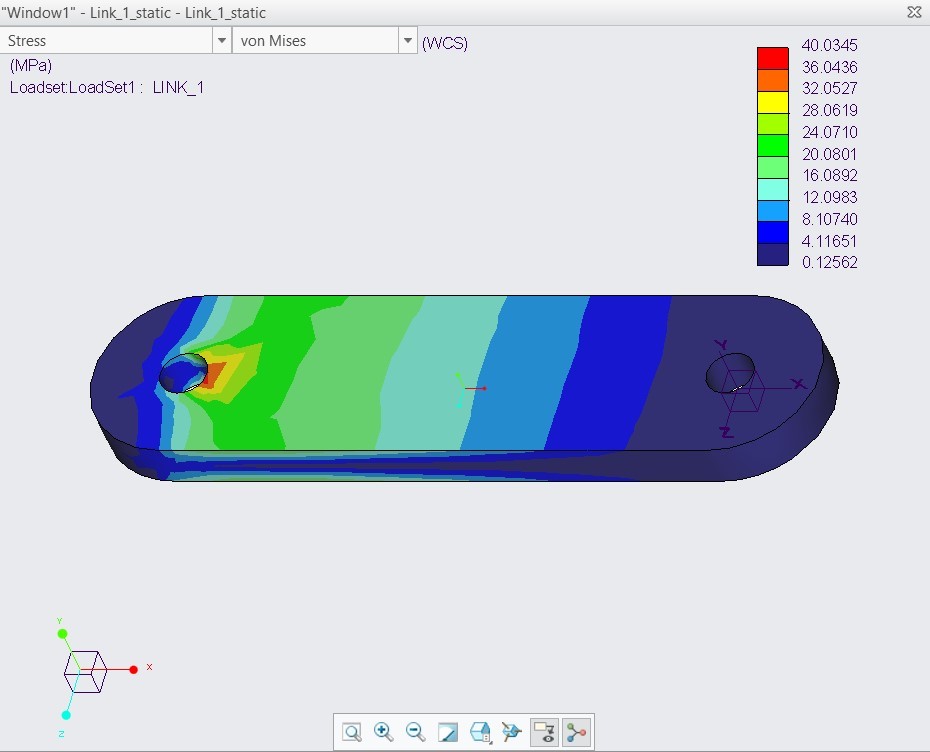 "Window1" - Link_1_static - Link_1_static
Stress
von Mises
(WCS)
(MPa)
Loadset:LoadSet1 : LINK_1
40.0345
36.0436
32.0527
28.0619
24.0710
20.0801
16.0892
12.0983
8.10740
4.11651
0.12562
Y
X
Z
Y
X
Z